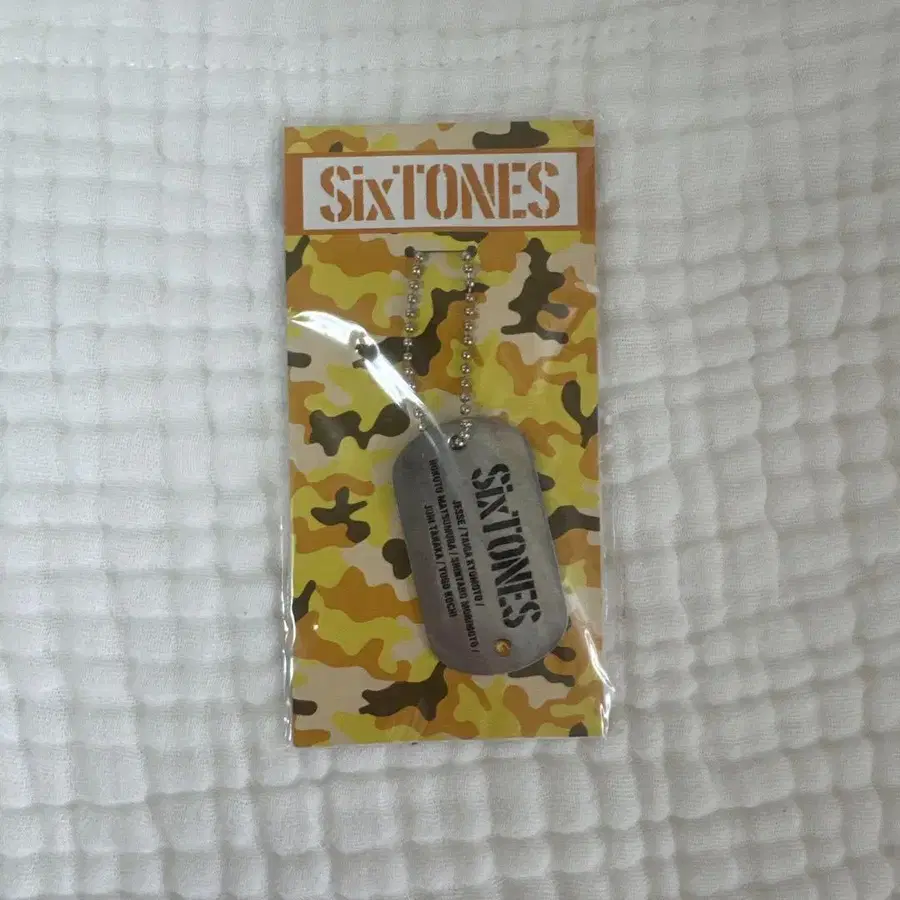 SixTONES
SixTONES
JESSE / TAIGA KYOMOTO /
HOKUTO MATSUMURA / SHINTARO MORIMOTO /
JURI TANAKA / YUGO KOCHI